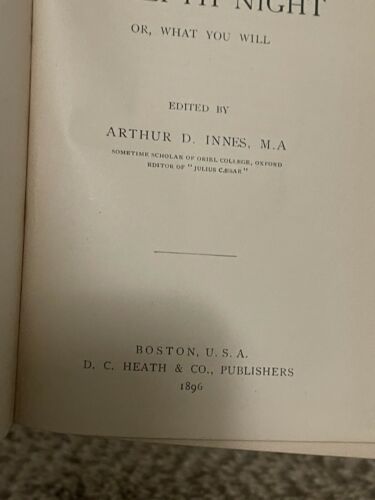 NIGHT
OR, WHAT YOU WILL
EDITED BY
ARTHUR D. INNES, M.A
SOMETIME SCHOLAR OF ORIEL COLLEGE, OXFORD
EDITOR OF "JULIUS CÆSAR"
BOSTON, U. S. A.
D. C. HEATH & CO., PUBLISHERS
1896